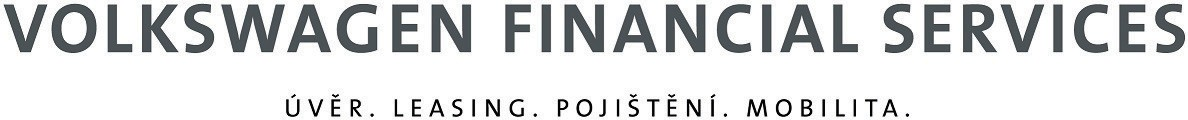 VOLKSWAGEN FINANCIAL SERVICES
ÚVĚR. LEASING. POJIŠTĚNÍ. MOBILITA.